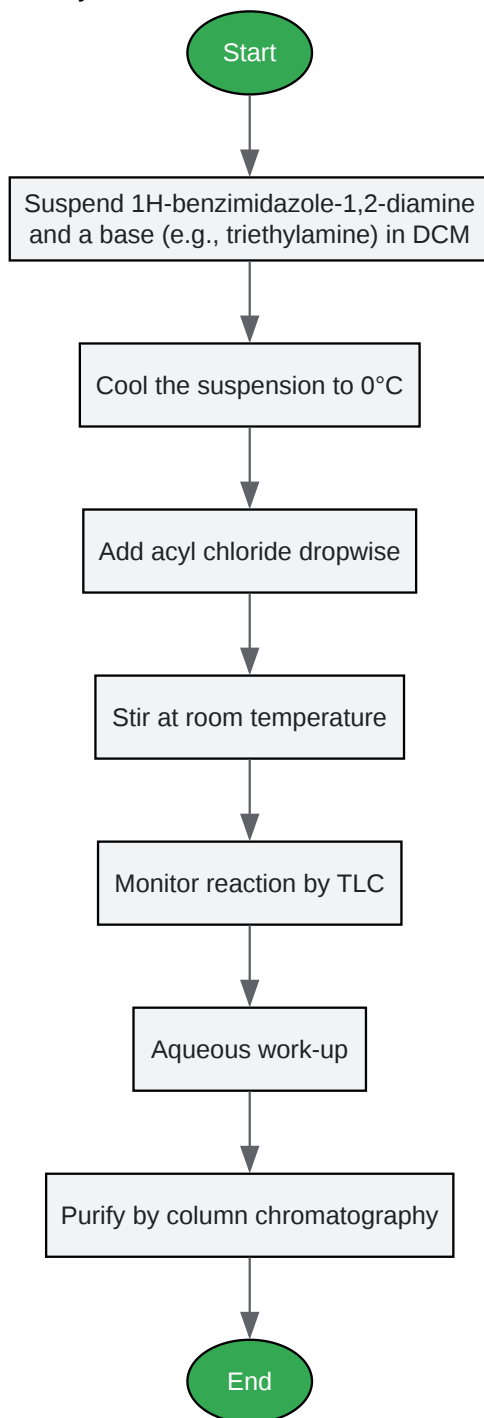 Start
Suspend 1H-benzimidazole-1,2-diamine
and a base (e.g., triethylamine) in DCM
Cool the suspension to 0°C
Add acyl chloride dropwise
Stir at room temperature
Monitor reaction by TLC
Aqueous work-up
Purify by column chromatography
End